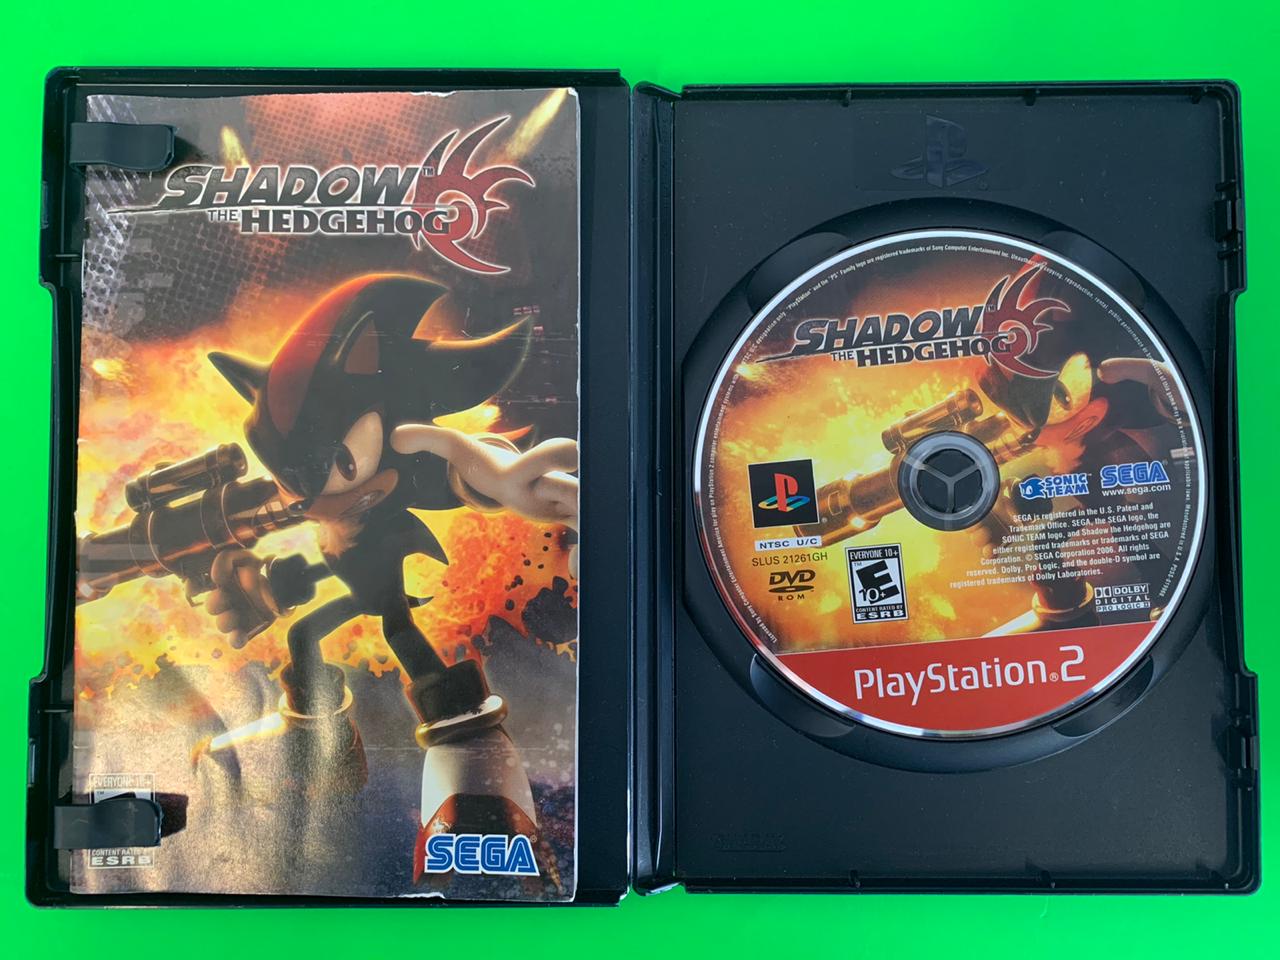 SHADOW™
THE HEDGEHOG
EVERYONE 10+
ESRB
SEGA®
SHADOW™
THE HEDGEHOG
NTSC U/C
SLUS 21261GH
DVD
ROM
EVERYONE 10+
E
10+
CONTENT RATED BY
ESRB
SONIC
TEAM
SEGA®
www.sega.com
SEGA is registered in the U.S. Patent and
Trademark Office. SEGA, the SEGA logo, the
SONIC TEAM logo, and Shadow the Hedgehog are
either registered trademarks or trademarks of SEGA
Corporation. © SEGA Corporation 2006. All rights
reserved. Dolby, Pro Logic, and the double-D symbol are
registered trademarks of Dolby Laboratories.
DOLBY
DIGITAL
PRO LOGIC II
PlayStation®2